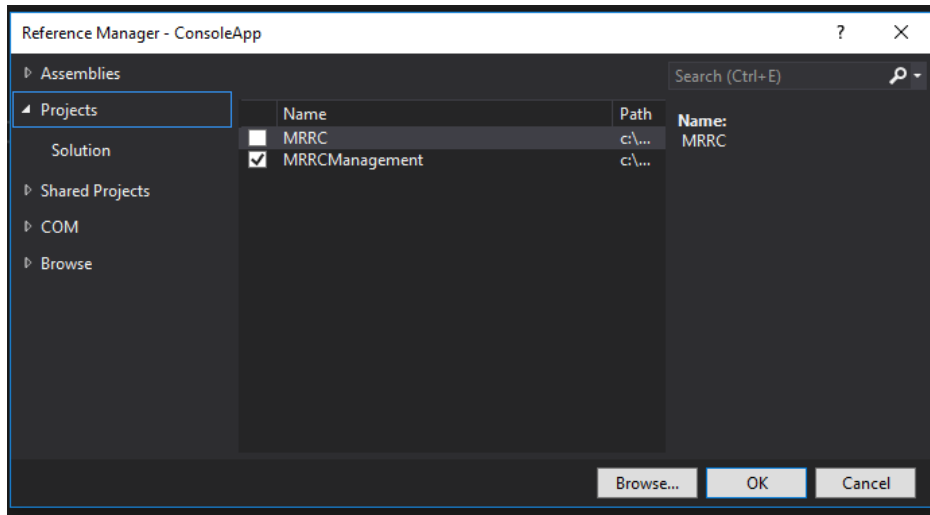 Reference Manager - ConsoleApp
?
Assemblies
Search (Ctrl+E)
Projects
Name
Path
Name:
MRRC
c:\...
MRRC
Solution
MRRCManagement
c:\...
Shared Projects
COM
Browse
Browse...
OK
Cancel